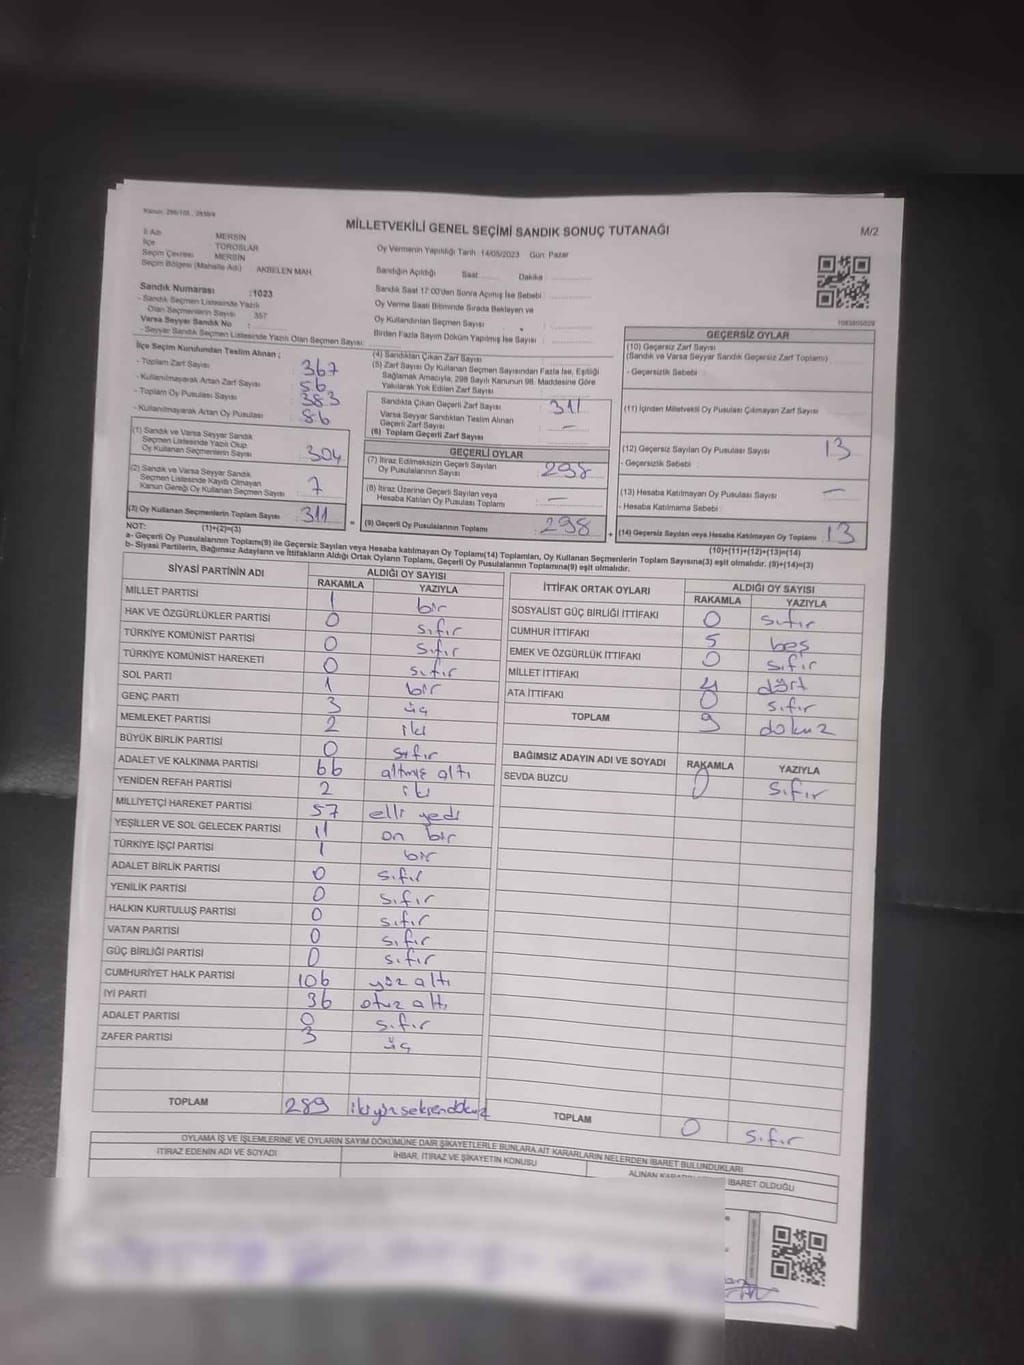 MİLLETVEKİLİ GENEL SEÇİMİ SANDIK SONUÇ TUTANAĞI
M/2
İl Adı : MERSİN
İlçe : TOROSLAR
Seçim Çevresi : MERSİN
Seçim Bölgesi (Mahalle Adı) AKBELEN MAH.
Oy Vermenin Yapıldığı Tarih :14/05/2023 Gün: Pazar
Sandığın Açıldığı Saat: Dakika :
Sandık Saat 17:00'den Sonra Açılmış İse Sebebi :
Oy Verme Saati Bitiminde Sırada Bekleyen ve
Oy Kullandırılan Seçmen Sayısı :
Birden Fazla Sayım Döküm Yapılmış İse Sayısı :
Sandık Numarası :1023
- Sandık Seçmen Listesinde Yazılı
Olan Seçmenlerin Sayısı 357
Varsa Seyyar Sandık No :
- Seyyar Sandık Seçmen Listesinde Yazılı Olan Seçmen Sayısı:
İlçe Seçim Kurulundan Teslim Alınan ;
- Toplam Zarf Sayısı : 367
- Kullanılmayarak Artan Zarf Sayısı : 56
- Toplam Oy Pusulası Sayısı : 383
- Kullanılmayarak Artan Oy Pusulası : 86
(1) Sandık ve Varsa Seyyar Sandık
Seçmen Listesinde Yazılı Olup
Oy Kullanan Seçmenlerin Sayısı 304
(2) Sandık ve Varsa Seyyar Sandık
Seçmen Listesinde Kayıtlı Olmayan
Kanun Gereği Oy Kullanan Seçmen Sayısı : 7
(3) Oy Kullanan Seçmenlerin Toplam Sayısı : 311
(1)+(2)=(3)
(4) Sandıktan Çıkan Zarf Sayısı
(5) Zarf Sayısı Oy Kullanan Seçmen Sayısından Fazla İse, Eşitliği
Sağlamak Amacıyla, 298 Sayılı Kanunun 98. Maddesine Göre
Yakılarak Yok Edilen Zarf Sayısı :
Sandıkta Çıkan Geçerli Zarf Sayısı : 311
Varsa Seyyar Sandıktan Teslim Alınan
Geçerli Zarf Sayısı : —
(6) Toplam Geçerli Zarf Sayısı :
GEÇERLİ OYLAR
(7) İtiraz Edilmeksizin Geçerli Sayılan
Oy Pusulalarının Sayısı : 298
(8) İtiraz Üzerine Geçerli Sayılan veya
Hesaba Katılan Oy Pusulası Toplamı : —
= (9) Geçerli Oy Pusulalarının Toplamı : 298
GEÇERSİZ OYLAR
(10) Geçersiz Zarf Sayısı
(Sandık ve Varsa Seyyar Sandık Geçersiz Zarf Toplamı)
- Geçersizlik Sebebi :
(11) İçinden Milletvekili Oy Pusulası Çıkmayan Zarf Sayısı
(12) Geçersiz Sayılan Oy Pusulası Sayısı : 13
- Geçersizlik Sebebi :
(13) Hesaba Katılmayan Oy Pusulası Sayısı : —
- Hesaba Katılmama Sebebi :
+ (14) Geçersiz Sayılan veya Hesaba Katılmayan Oy Toplamı : 13
(10)+(11)+(12)+(13)=(14)
NOT:
a- Geçerli Oy Pusulalarının Toplamı(9) ile Geçersiz Sayılan veya Hesaba katılmayan Oy Toplamı(14) Toplamları, Oy Kullanan Seçmenlerin Toplam Sayısına(3) eşit olmalıdır. (9)+(14)=(3)
b- Siyasi Partilerin, Bağımsız Adayların ve İttifakların Aldığı Ortak Oyların Toplamı, Geçerli Oy Pusulalarının Toplamına(9) eşit olmalıdır.
SİYASİ PARTİNİN ADI ALDIĞI OY SAYISI
RAKAMLA YAZIYLA
MİLLET PARTİSİ 1 bir
HAK VE ÖZGÜRLÜKLER PARTİSİ 0 sıfır
TÜRKİYE KOMÜNİST PARTİSİ 0 sıfır
TÜRKİYE KOMÜNİST HAREKETİ 0 sıfır
SOL PARTİ 1 bir
GENÇ PARTİ 3 üç
MEMLEKET PARTİSİ 2 iki
BÜYÜK BİRLİK PARTİSİ 0 sıfır
ADALET VE KALKINMA PARTİSİ 66 altmış altı
YENİDEN REFAH PARTİSİ 2 iki
MİLLİYETÇİ HAREKET PARTİSİ 57 elli yedi
YEŞİLLER VE SOL GELECEK PARTİSİ 11 on bir
TÜRKİYE İŞÇİ PARTİSİ 1 bir
ADALET BİRLİK PARTİSİ 0 sıfır
YENİLİK PARTİSİ 0 sıfır
HALKIN KURTULUŞ PARTİSİ 0 sıfır
VATAN PARTİSİ 0 sıfır
GÜÇ BİRLİĞİ PARTİSİ 0 sıfır
CUMHURİYET HALK PARTİSİ 106 yüz altı
İYİ PARTİ 36 otuz altı
ADALET PARTİSİ 0 sıfır
ZAFER PARTİSİ 3 üç
TOPLAM 289 ikiyüzseksendokuz
İTTİFAK ORTAK OYLARI ALDIĞI OY SAYISI
RAKAMLA YAZIYLA
SOSYALİST GÜÇ BİRLİĞİ İTTİFAKI 0 sıfır
CUMHUR İTTİFAKI 5 beş
EMEK VE ÖZGÜRLÜK İTTİFAKI 0 sıfır
MİLLET İTTİFAKI 4 dört
ATA İTTİFAKI 0 sıfır
TOPLAM 9 dokuz
BAĞIMSIZ ADAYIN ADI VE SOYADI RAKAMLA YAZIYLA
SEVDA BUZCU 0 sıfır
TOPLAM 0 sıfır
OYLAMA İŞ VE İŞLEMLERİNE VE OYLARIN SAYIM DÖKÜMÜNE DAİR ŞİKAYETLERLE BUNLARA AİT KARARLARIN NELERDEN İBARET BULUNDUKLARI
İTİRAZ EDENİN ADI VE SOYADI
İHBAR, İTİRAZ VE ŞİKAYETİN KONUSU
İBARET OLDUĞU